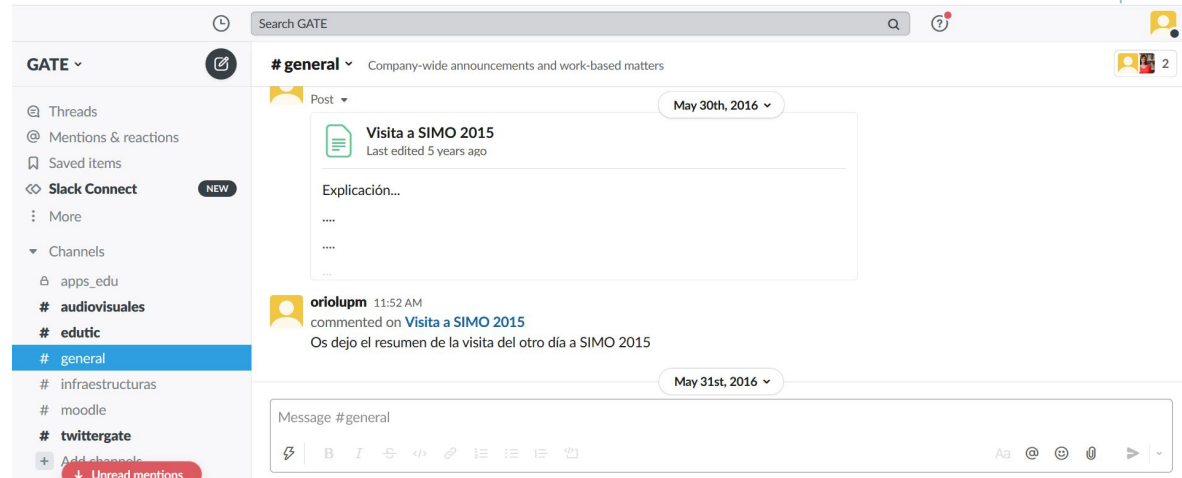 Search GATE
GATE
# general
Company-wide announcements and work-based matters
2
Threads
@ Mentions & reactions
Saved items
Slack Connect
NEW
More
Channels
apps_edu
# audiovisuales
# edutic
# general
# infraestructuras
# moodle
# twittergate
+ Add channels
Unread mentions
Post
May 30th, 2016
Visita a SIMO 2015
Last edited 5 years ago
Explicación...
....
....
...
oriolupm 11:52 AM
commented on Visita a SIMO 2015
Os dejo el resumen de la visita del otro día a SIMO 2015
May 31st, 2016
Message #general
B I S </> Aa @